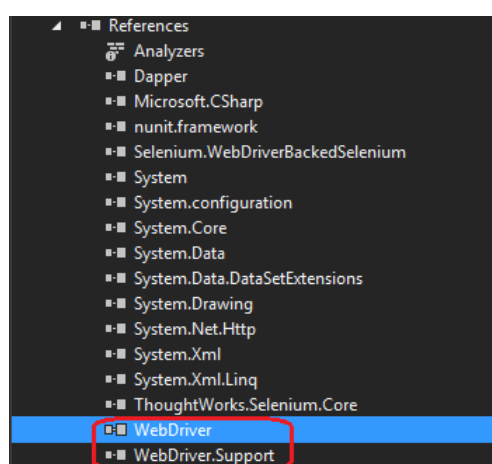 References
Analyzers
Dapper
Microsoft.CSharp
nunit.framework
Selenium.WebDriverBackedSelenium
System
System.configuration
System.Core
System.Data
System.Data.DataSetExtensions
System.Drawing
System.Net.Http
System.Xml
System.Xml.Linq
ThoughtWorks.Selenium.Core
WebDriver
WebDriver.Support